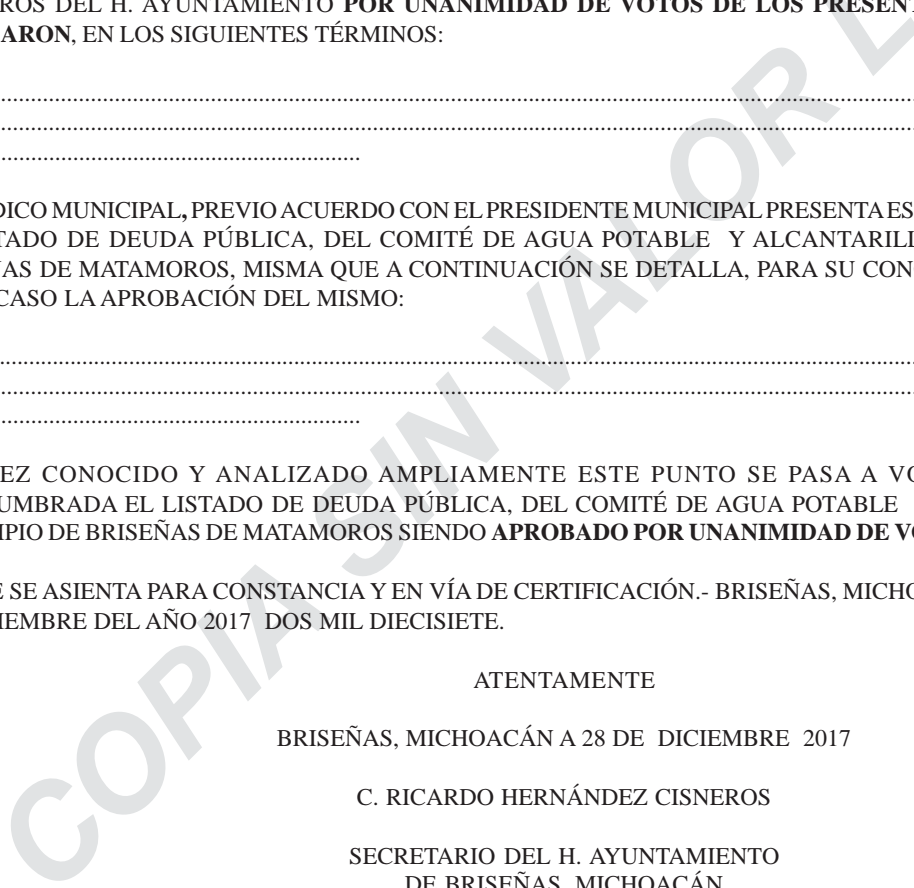 ROS DEL H. AYUNTAMIENTO POR UNANIMIDAD DE VOTOS DE LOS PRESENT
ARON, EN LOS SIGUIENTES TÉRMINOS:
DICO MUNICIPAL, PREVIO ACUERDO CON EL PRESIDENTE MUNICIPAL PRESENTA ES
TADO DE DEUDA PÚBLICA, DEL COMITÉ DE AGUA POTABLE Y ALCANTARILL
AS DE MATAMOROS, MISMA QUE A CONTINUACIÓN SE DETALLA, PARA SU CON
CASO LA APROBACIÓN DEL MISMO:
EZ CONOCIDO Y ANALIZADO AMPLIAMENTE ESTE PUNTO SE PASA A VO
UMBRADA EL LISTADO DE DEUDA PÚBLICA, DEL COMITÉ DE AGUA POTABLE
IPIO DE BRISEÑAS DE MATAMOROS SIENDO APROBADO POR UNANIMIDAD DE VO
E SE ASIENTA PARA CONSTANCIA Y EN VÍA DE CERTIFICACIÓN.- BRISEÑAS, MICHO
IEMBRE DEL AÑO 2017 DOS MIL DIECISIETE.
ATENTAMENTE
BRISEÑAS, MICHOACÁN A 28 DE DICIEMBRE 2017
C. RICARDO HERNÁNDEZ CISNEROS
SECRETARIO DEL H. AYUNTAMIENTO
DE BRISEÑAS, MICHOACÁN
COPIA SIN VALOR L